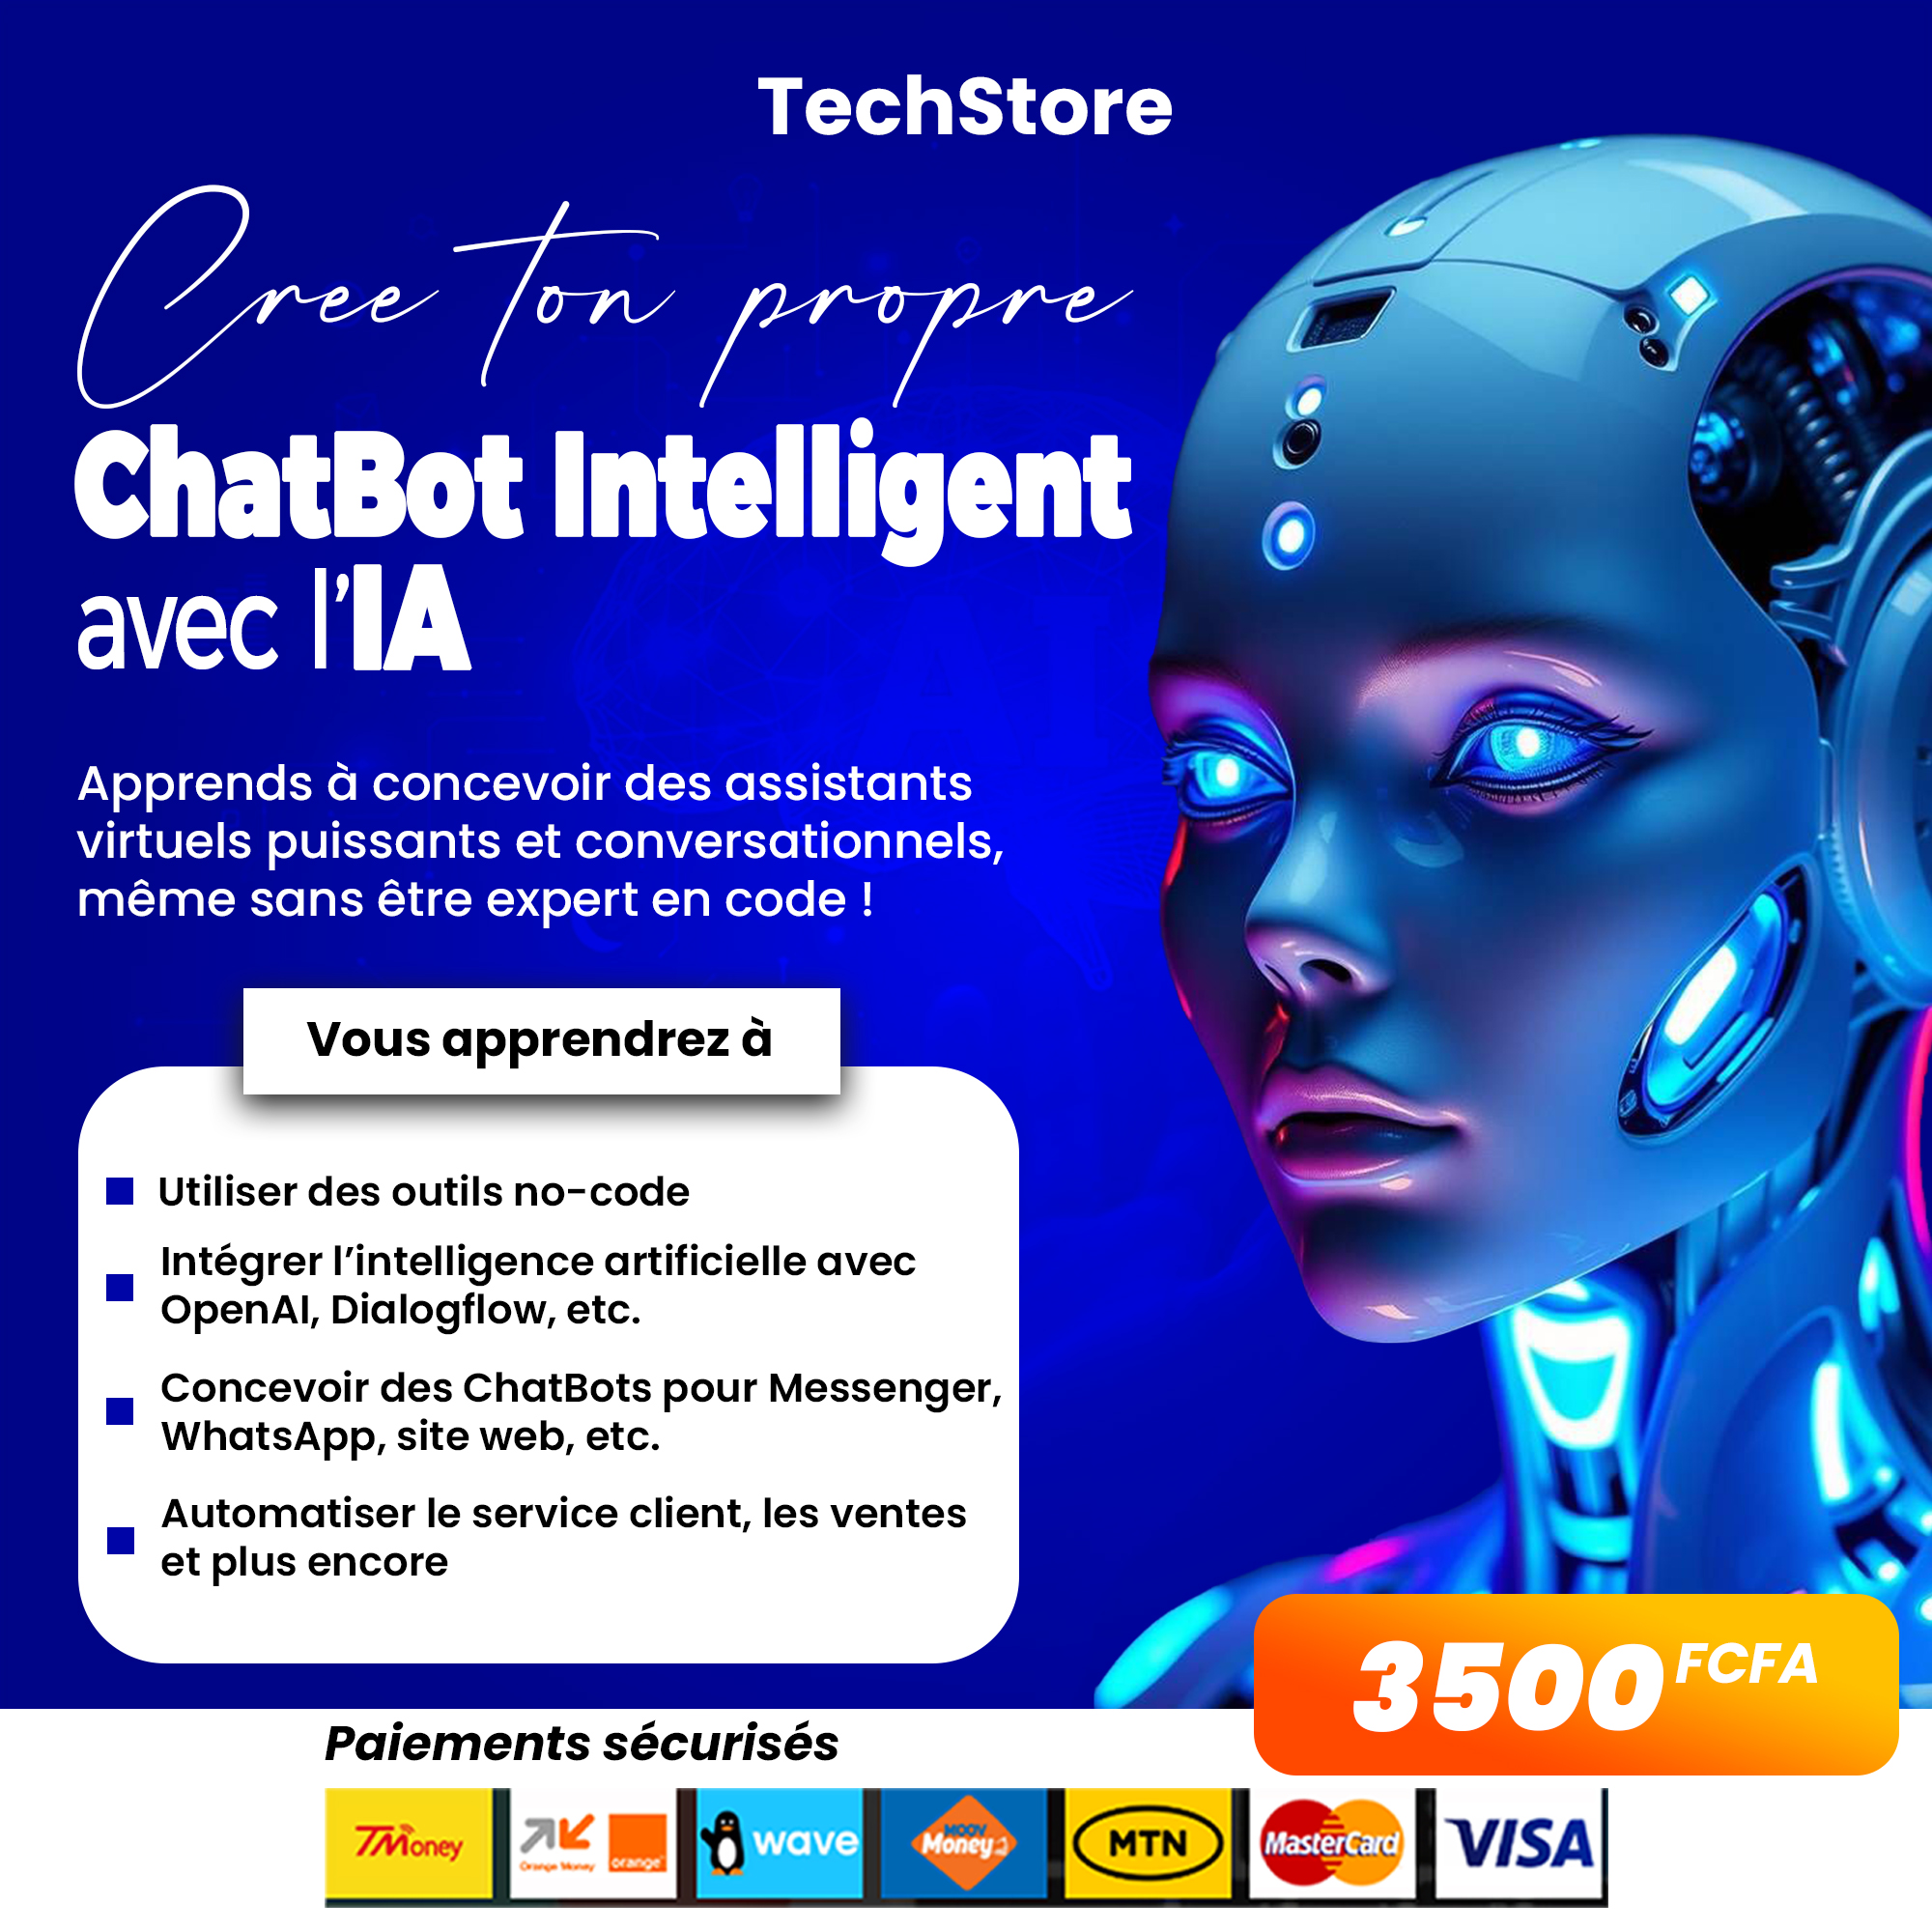 TechStore
Cree ton propre
ChatBot Intelligent
avec l’IA
Apprends à concevoir des assistants
virtuels puissants et conversationnels,
même sans être expert en code !
Vous apprendrez à
Utiliser des outils no-code
Intégrer l’intelligence artificielle avec
OpenAI, Dialogflow, etc.
Concevoir des ChatBots pour Messenger,
WhatsApp, site web, etc.
Automatiser le service client, les ventes
et plus encore
3500 FCFA
Paiements sécurisés
TMoney
Orange Money orange
wave
MOOV Money
MTN
MasterCard
VISA